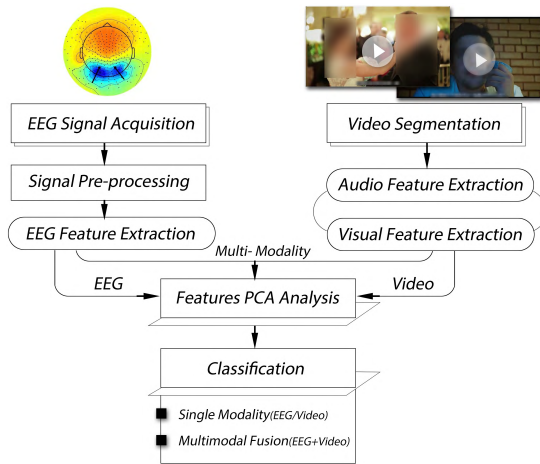 EEG Signal Acquisition
Video Segmentation
Signal Pre-processing
Audio Feature Extraction
EEG Feature Extraction
Visual Feature Extraction
Multi- Modality
EEG
Video
Features PCA Analysis
Classification
Single Modality(EEG/Video)
Multimodal Fusion(EEG+Video)